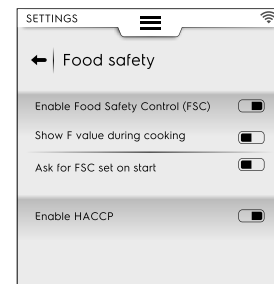 SETTINGS
Food safety
Enable Food Safety Control (FSC)
Show F value during cooking
Ask for FSC set on start
Enable HACCP